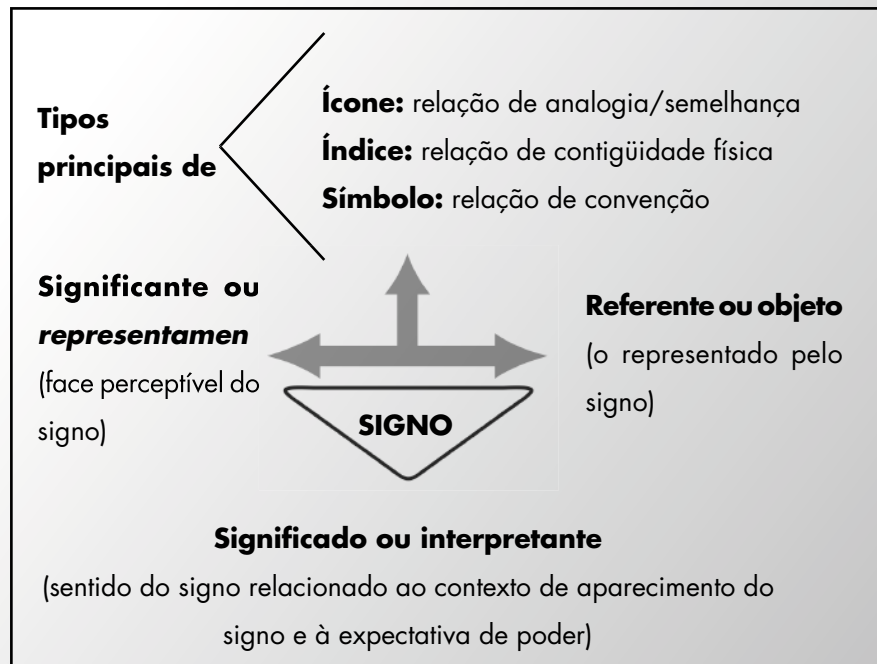 Tipos
principais de
Ícone: relação de analogia/semelhança
Índice: relação de contigüidade física
Símbolo: relação de convenção
Significante ou
representamen
(face perceptível do
signo)
Referente ou objeto
(o representado pelo
signo)
SIGNO
Significado ou interpretante
(sentido do signo relacionado ao contexto de aparecimento do
signo e à expectativa de poder)